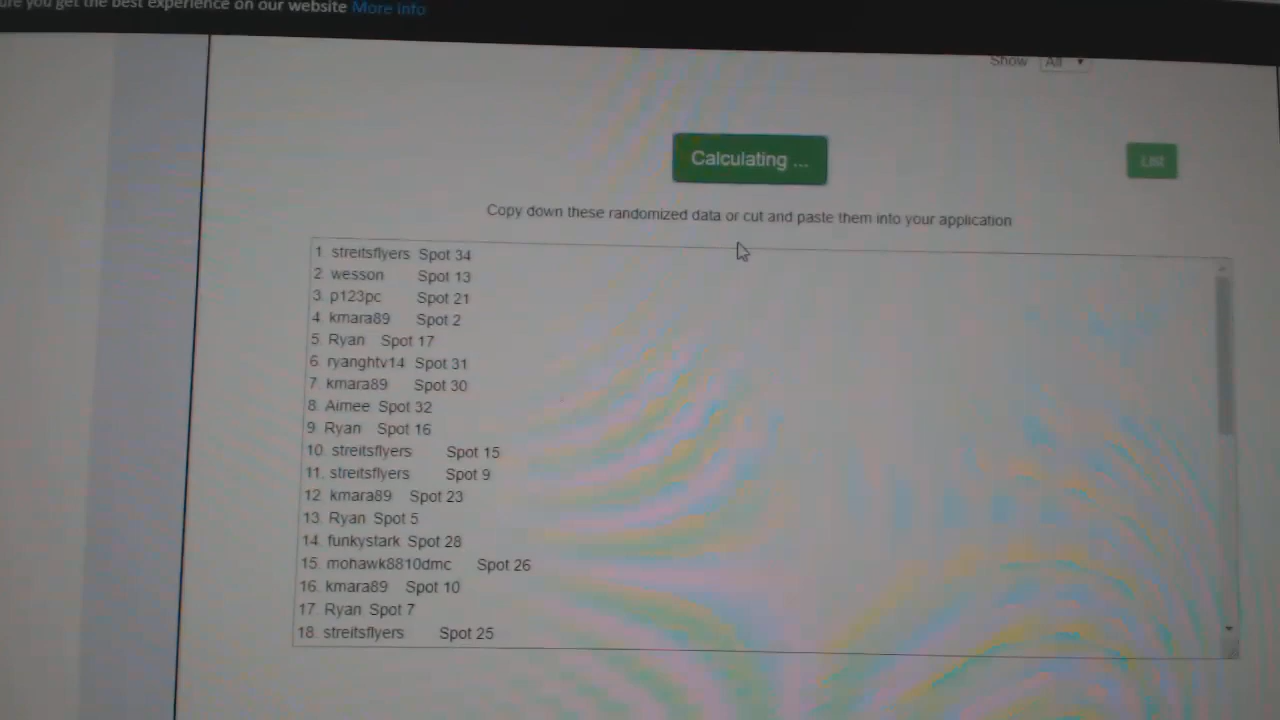 ure you get the best experience on our website More info
Show All
Calculating ...
List
Copy down these randomized data or cut and paste them into your application
1. streitsflyers Spot 34
2. wesson Spot 13
3. p123pc Spot 21
4. kmara89 Spot 2
5. Ryan Spot 17
6. ryanghtv14 Spot 31
7. kmara89 Spot 30
8. Aimee Spot 32
9. Ryan Spot 16
10. streitsflyers Spot 15
11. streitsflyers Spot 9
12. kmara89 Spot 23
13. Ryan Spot 5
14. funkystark Spot 28
15. mohawk8810dmc Spot 26
16. kmara89 Spot 10
17. Ryan Spot 7
18. streitsflyers Spot 25